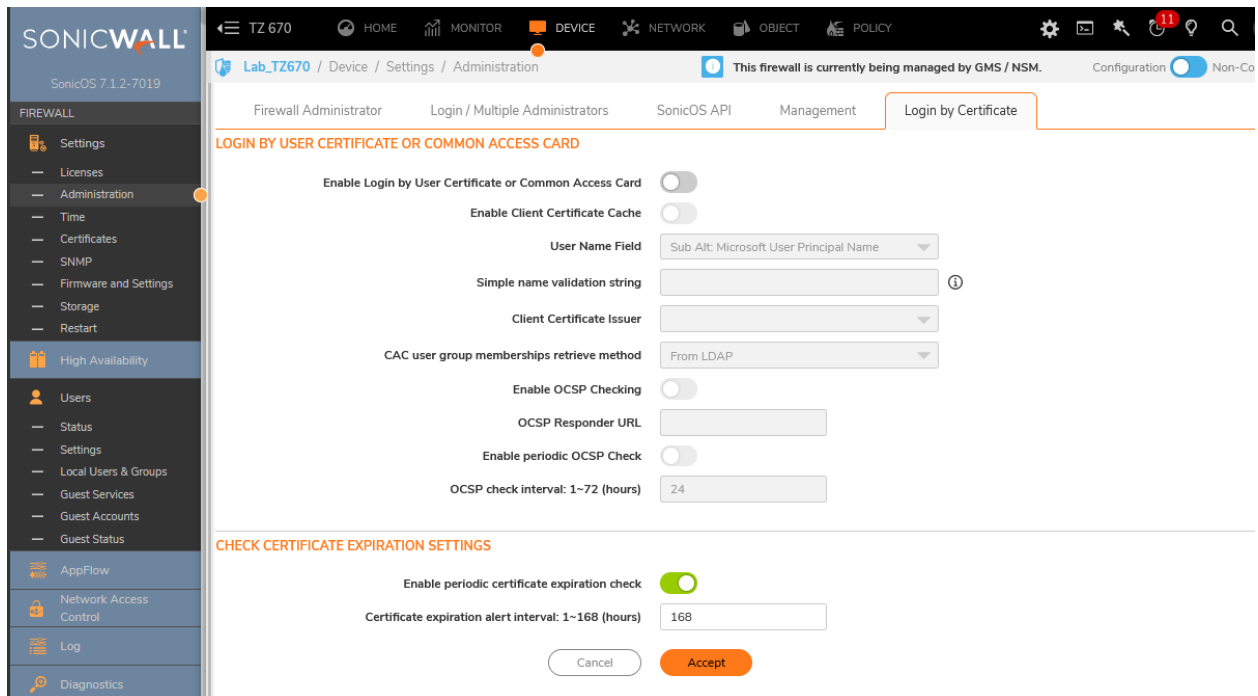 SONICWALL
SonicOS 7.1.2-7019
FIREWALL
Settings
Licenses
Administration
Time
Certificates
SNMP
Firmware and Settings
Storage
Restart
High Availability
Users
Status
Settings
Local Users & Groups
Guest Services
Guest Accounts
Guest Status
AppFlow
Network Access
Control
Log
Diagnostics
TZ 670 HOME MONITOR DEVICE NETWORK OBJECT POLICY 11
Lab_TZ670 / Device / Settings / Administration This firewall is currently being managed by GMS / NSM. Configuration Non-Co
Firewall Administrator Login / Multiple Administrators SonicOS API Management Login by Certificate
LOGIN BY USER CERTIFICATE OR COMMON ACCESS CARD
Enable Login by User Certificate or Common Access Card
Enable Client Certificate Cache
User Name Field Sub Alt: Microsoft User Principal Name
Simple name validation string
Client Certificate Issuer
CAC user group memberships retrieve method From LDAP
Enable OCSP Checking
OCSP Responder URL
Enable periodic OCSP Check
OCSP check interval: 1~72 (hours) 24
CHECK CERTIFICATE EXPIRATION SETTINGS
Enable periodic certificate expiration check
Certificate expiration alert interval: 1~168 (hours) 168
Cancel Accept